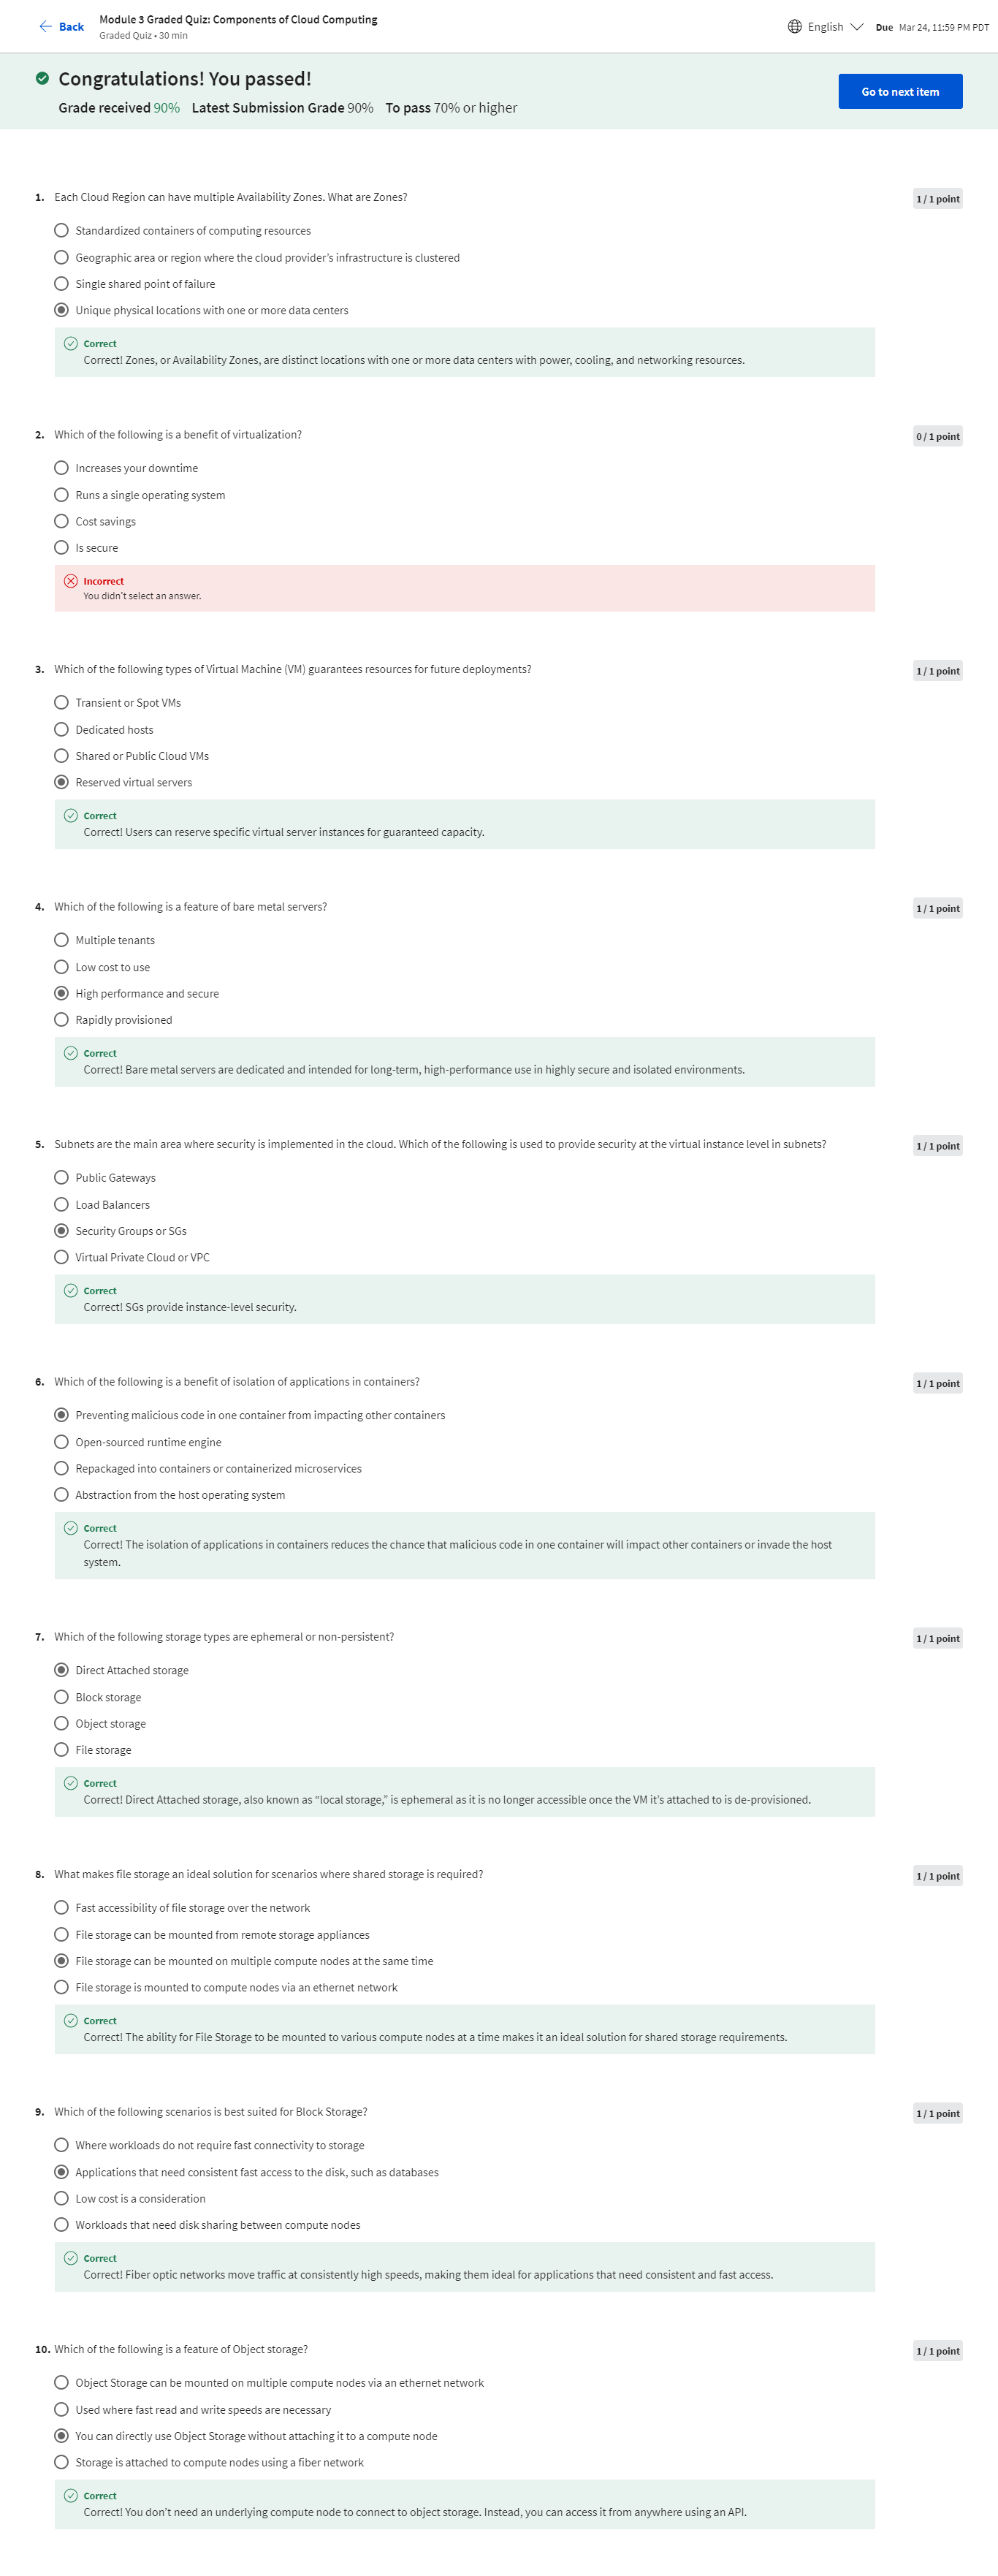 Back
Module 3 Graded Quiz: Components of Cloud Computing
Graded Quiz • 30 min
English
Due Mar 24, 11:59 PM PDT
Congratulations! You passed!
Grade received 90% Latest Submission Grade 90% To pass 70% or higher
Go to next item
1. Each Cloud Region can have multiple Availability Zones. What are Zones?
1 / 1 point
Standardized containers of computing resources
Geographic area or region where the cloud provider’s infrastructure is clustered
Single shared point of failure
Unique physical locations with one or more data centers
Correct
Correct! Zones, or Availability Zones, are distinct locations with one or more data centers with power, cooling, and networking resources.
2. Which of the following is a benefit of virtualization?
0 / 1 point
Increases your downtime
Runs a single operating system
Cost savings
Is secure
Incorrect
You didn’t select an answer.
3. Which of the following types of Virtual Machine (VM) guarantees resources for future deployments?
1 / 1 point
Transient or Spot VMs
Dedicated hosts
Shared or Public Cloud VMs
Reserved virtual servers
Correct
Correct! Users can reserve specific virtual server instances for guaranteed capacity.
4. Which of the following is a feature of bare metal servers?
1 / 1 point
Multiple tenants
Low cost to use
High performance and secure
Rapidly provisioned
Correct
Correct! Bare metal servers are dedicated and intended for long-term, high-performance use in highly secure and isolated environments.
5. Subnets are the main area where security is implemented in the cloud. Which of the following is used to provide security at the virtual instance level in subnets?
1 / 1 point
Public Gateways
Load Balancers
Security Groups or SGs
Virtual Private Cloud or VPC
Correct
Correct! SGs provide instance-level security.
6. Which of the following is a benefit of isolation of applications in containers?
1 / 1 point
Preventing malicious code in one container from impacting other containers
Open-sourced runtime engine
Repackaged into containers or containerized microservices
Abstraction from the host operating system
Correct
Correct! The isolation of applications in containers reduces the chance that malicious code in one container will impact other containers or invade the host
system.
7. Which of the following storage types are ephemeral or non-persistent?
1 / 1 point
Direct Attached storage
Block storage
Object storage
File storage
Correct
Correct! Direct Attached storage, also known as “local storage,” is ephemeral as it is no longer accessible once the VM it’s attached to is de-provisioned.
8. What makes file storage an ideal solution for scenarios where shared storage is required?
1 / 1 point
Fast accessibility of file storage over the network
File storage can be mounted from remote storage appliances
File storage can be mounted on multiple compute nodes at the same time
File storage is mounted to compute nodes via an ethernet network
Correct
Correct! The ability for File Storage to be mounted to various compute nodes at a time makes it an ideal solution for shared storage requirements.
9. Which of the following scenarios is best suited for Block Storage?
1 / 1 point
Where workloads do not require fast connectivity to storage
Applications that need consistent fast access to the disk, such as databases
Low cost is a consideration
Workloads that need disk sharing between compute nodes
Correct
Correct! Fiber optic networks move traffic at consistently high speeds, making them ideal for applications that need consistent and fast access.
10. Which of the following is a feature of Object storage?
1 / 1 point
Object Storage can be mounted on multiple compute nodes via an ethernet network
Used where fast read and write speeds are necessary
You can directly use Object Storage without attaching it to a compute node
Storage is attached to compute nodes using a fiber network
Correct
Correct! You don’t need an underlying compute node to connect to object storage. Instead, you can access it from anywhere using an API.